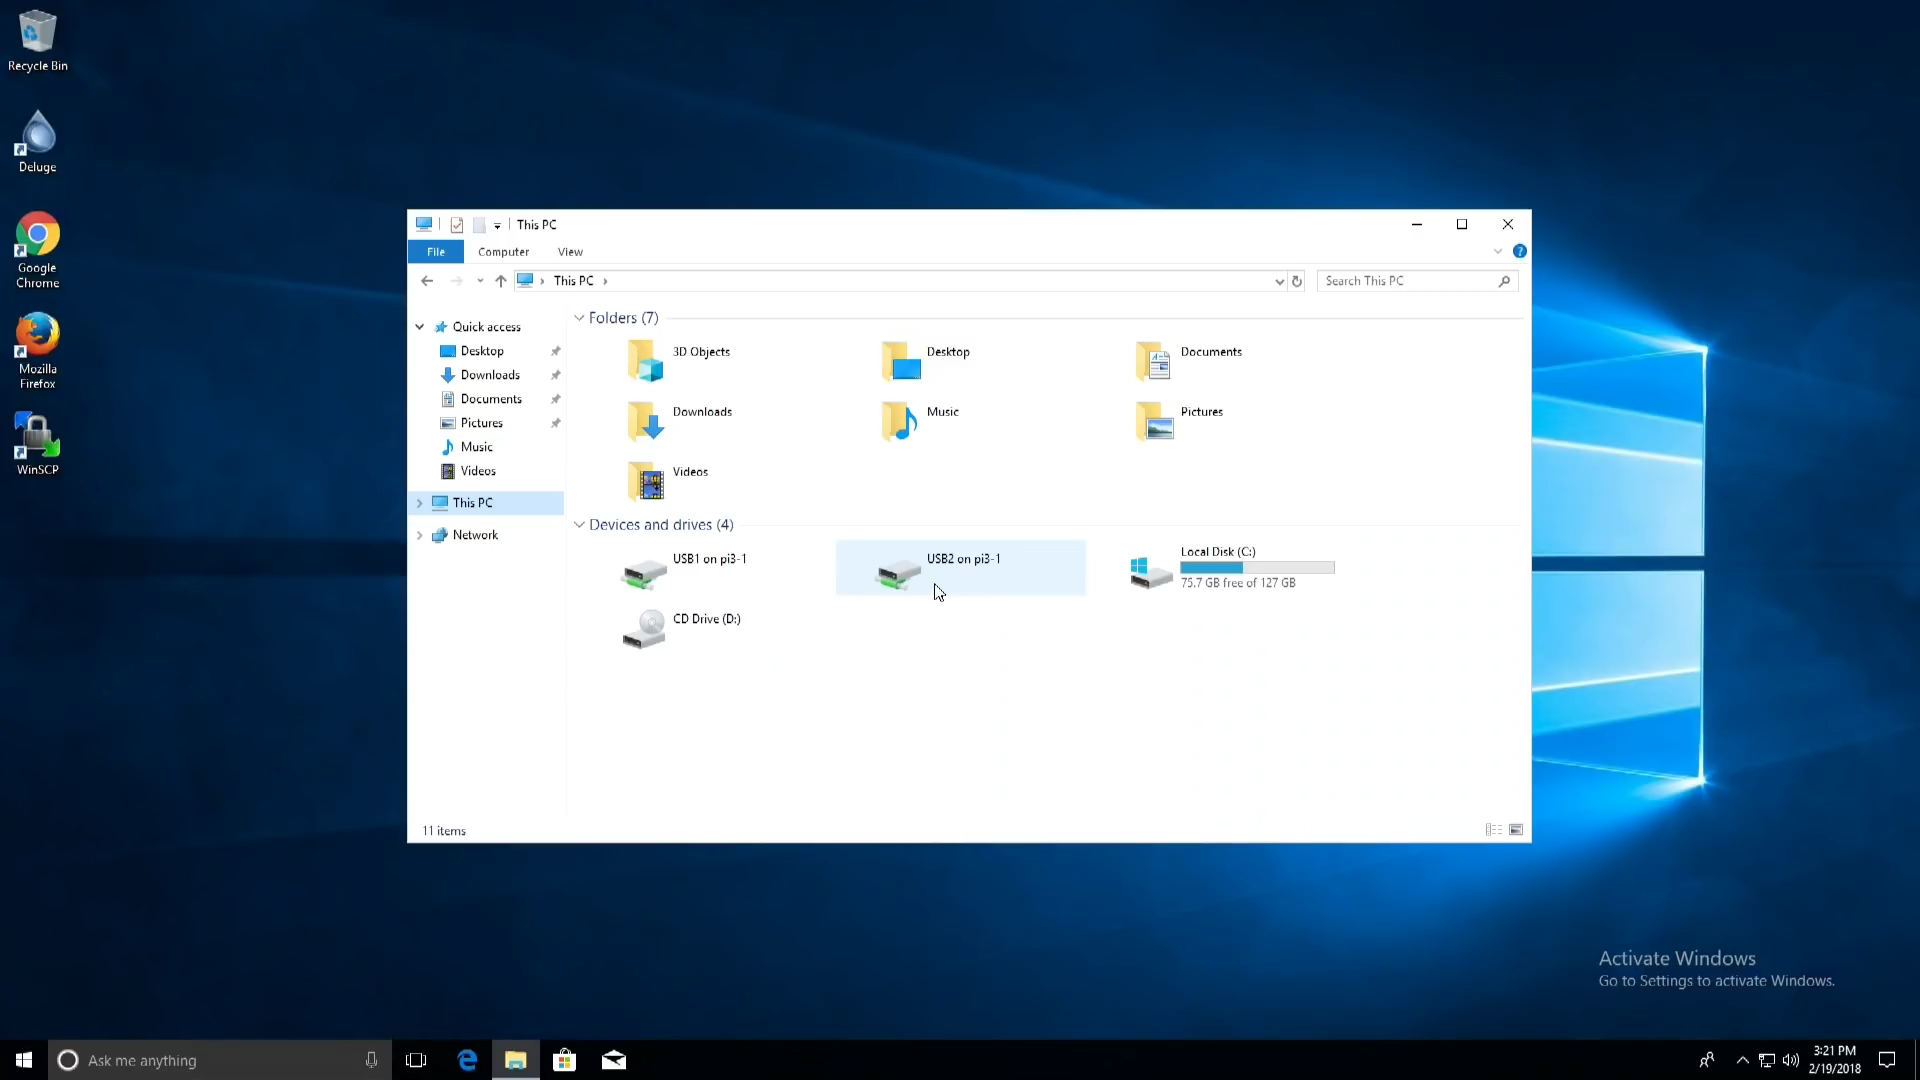 Recycle Bin
Deluge
Google
Chrome
Mozilla
Firefox
WinSCP
This PC
File
Computer
View
This PC
Search This PC
Quick access
Desktop
Downloads
Documents
Pictures
Music
Videos
This PC
Network
Folders (7)
3D Objects
Desktop
Documents
Downloads
Music
Pictures
Videos
Devices and drives (4)
USB1 on pi3-1
USB2 on pi3-1
Local Disk (C:)
75.7 GB free of 127 GB
CD Drive (D:)
11 items
Activate Windows
Go to Settings to activate Windows.
Ask me anything
3:21 PM
2/19/2018